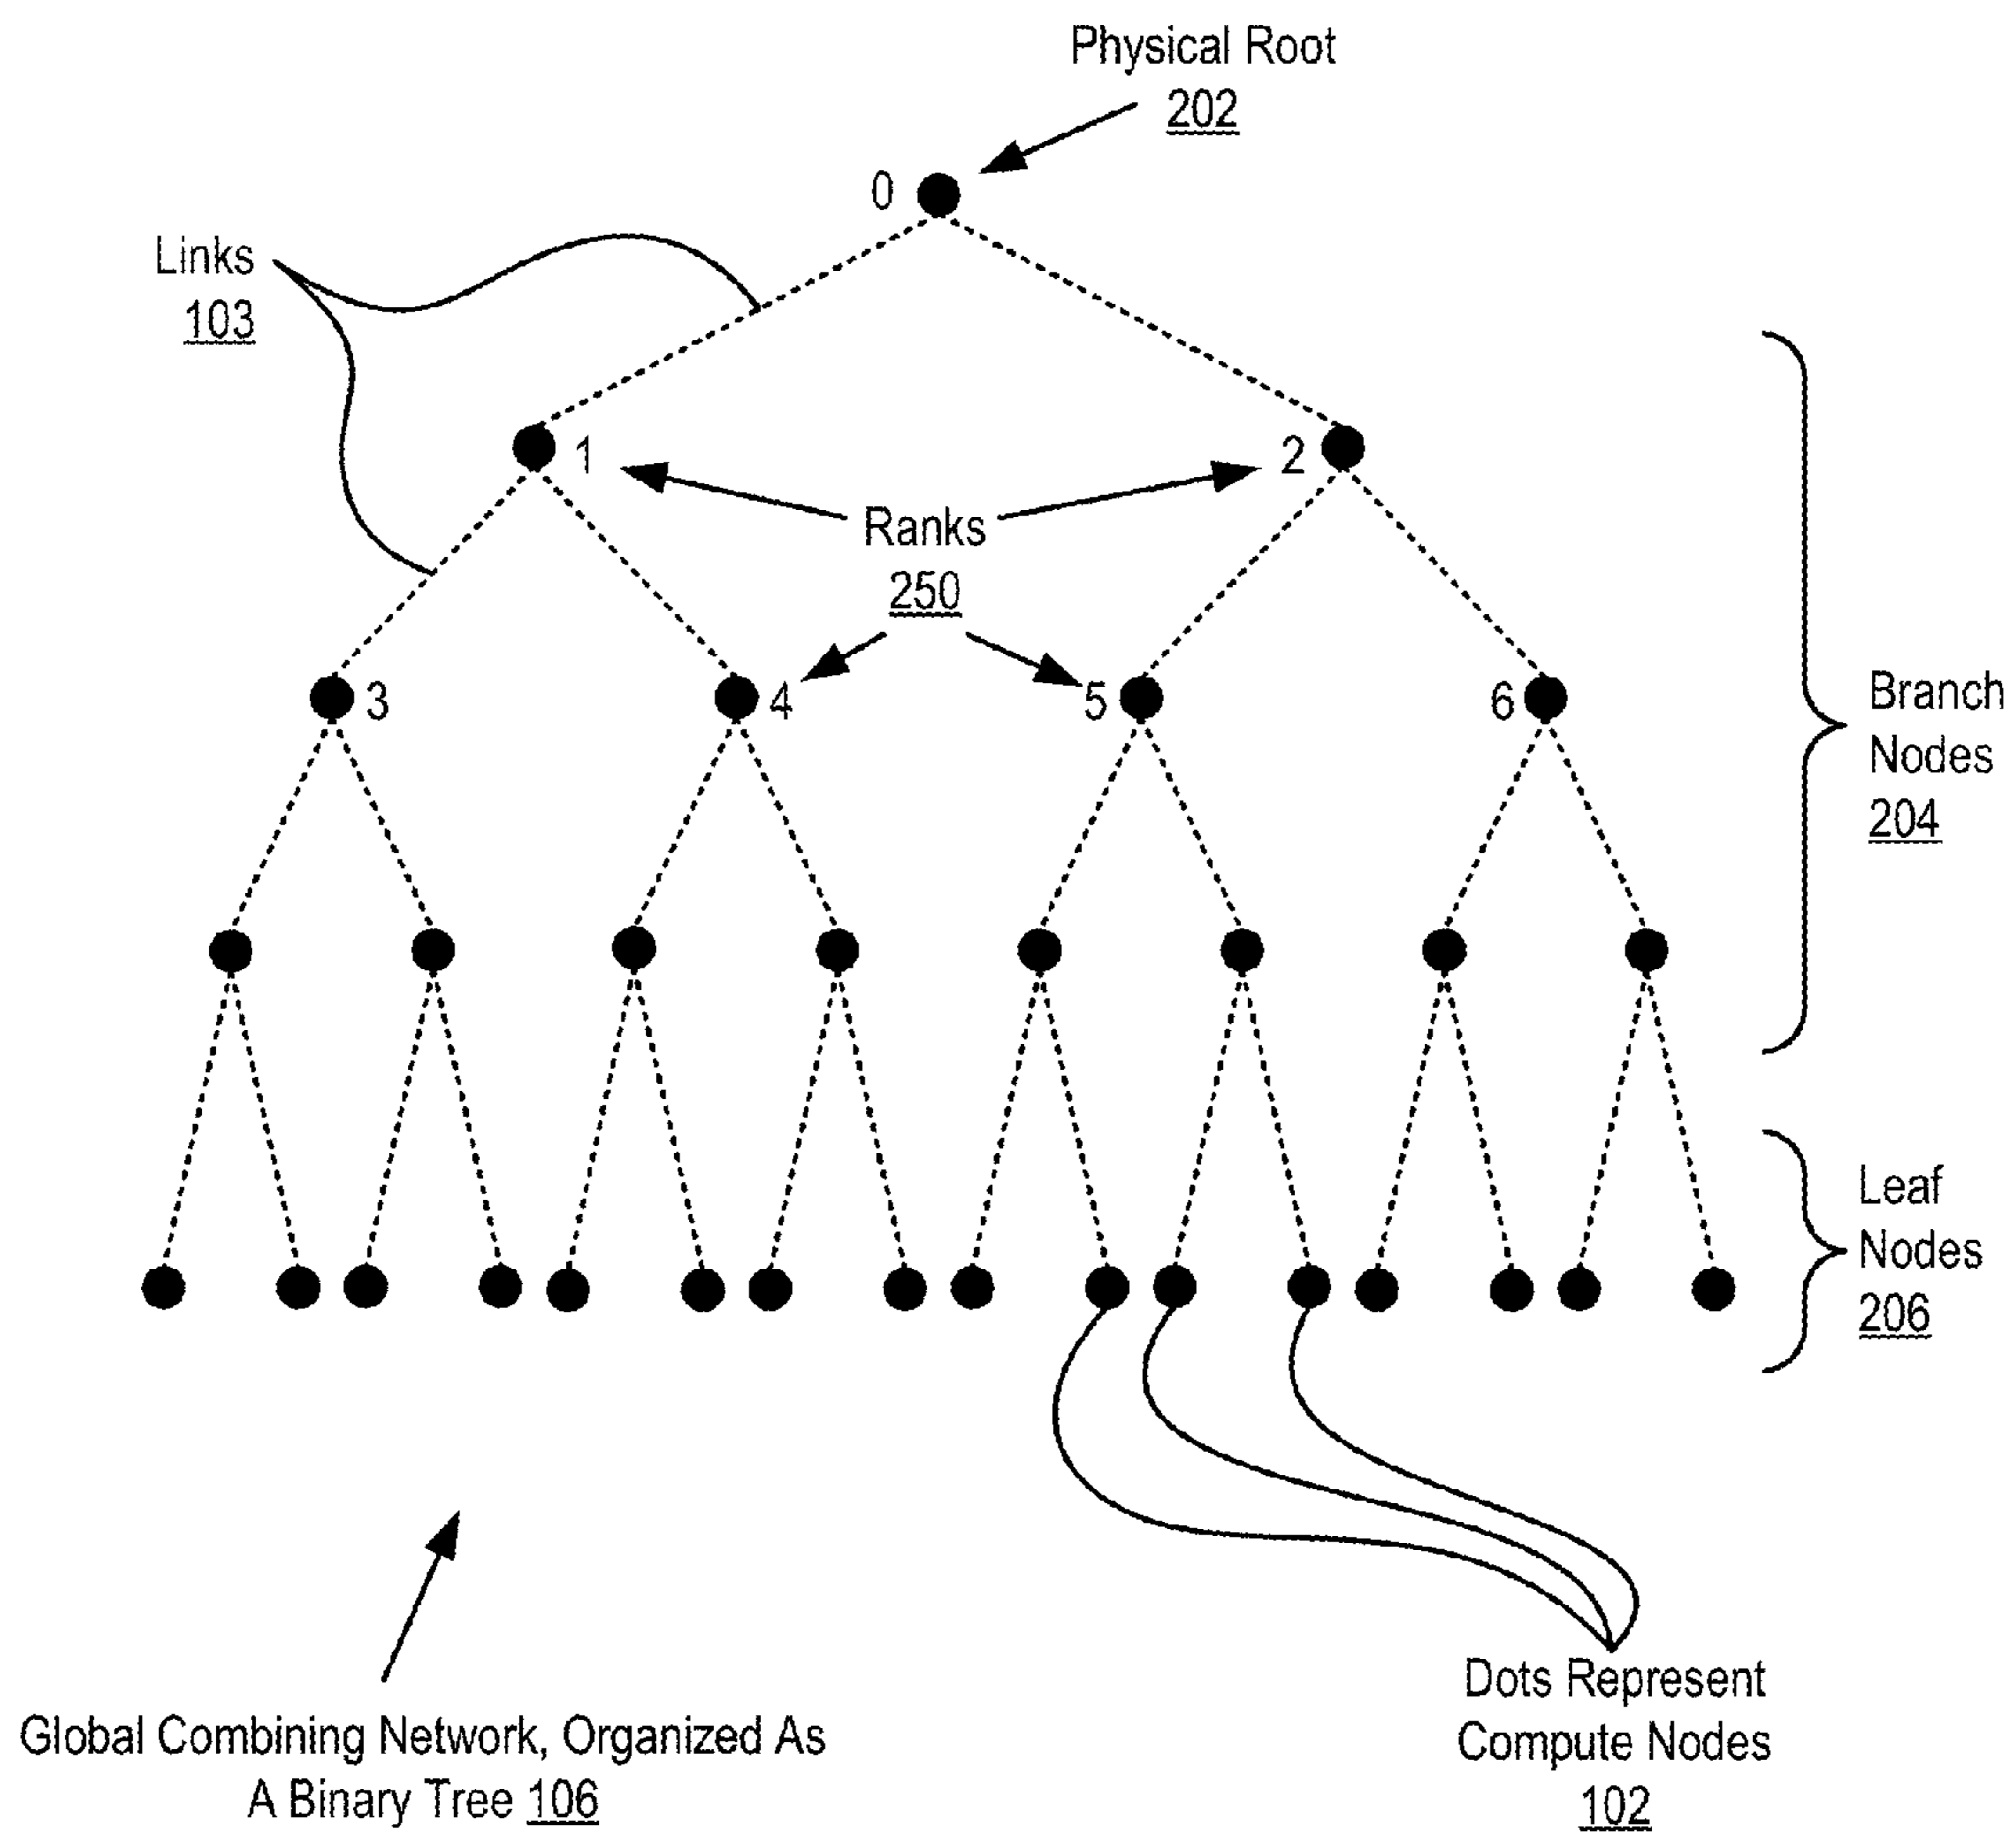 Physical Root
202
0
Links
103
1
2
Ranks
250
3
4
5
6
Branch
Nodes
204
Leaf
Nodes
206
Global Combining Network, Organized As
A Binary Tree 106
Dots Represent
Compute Nodes
102